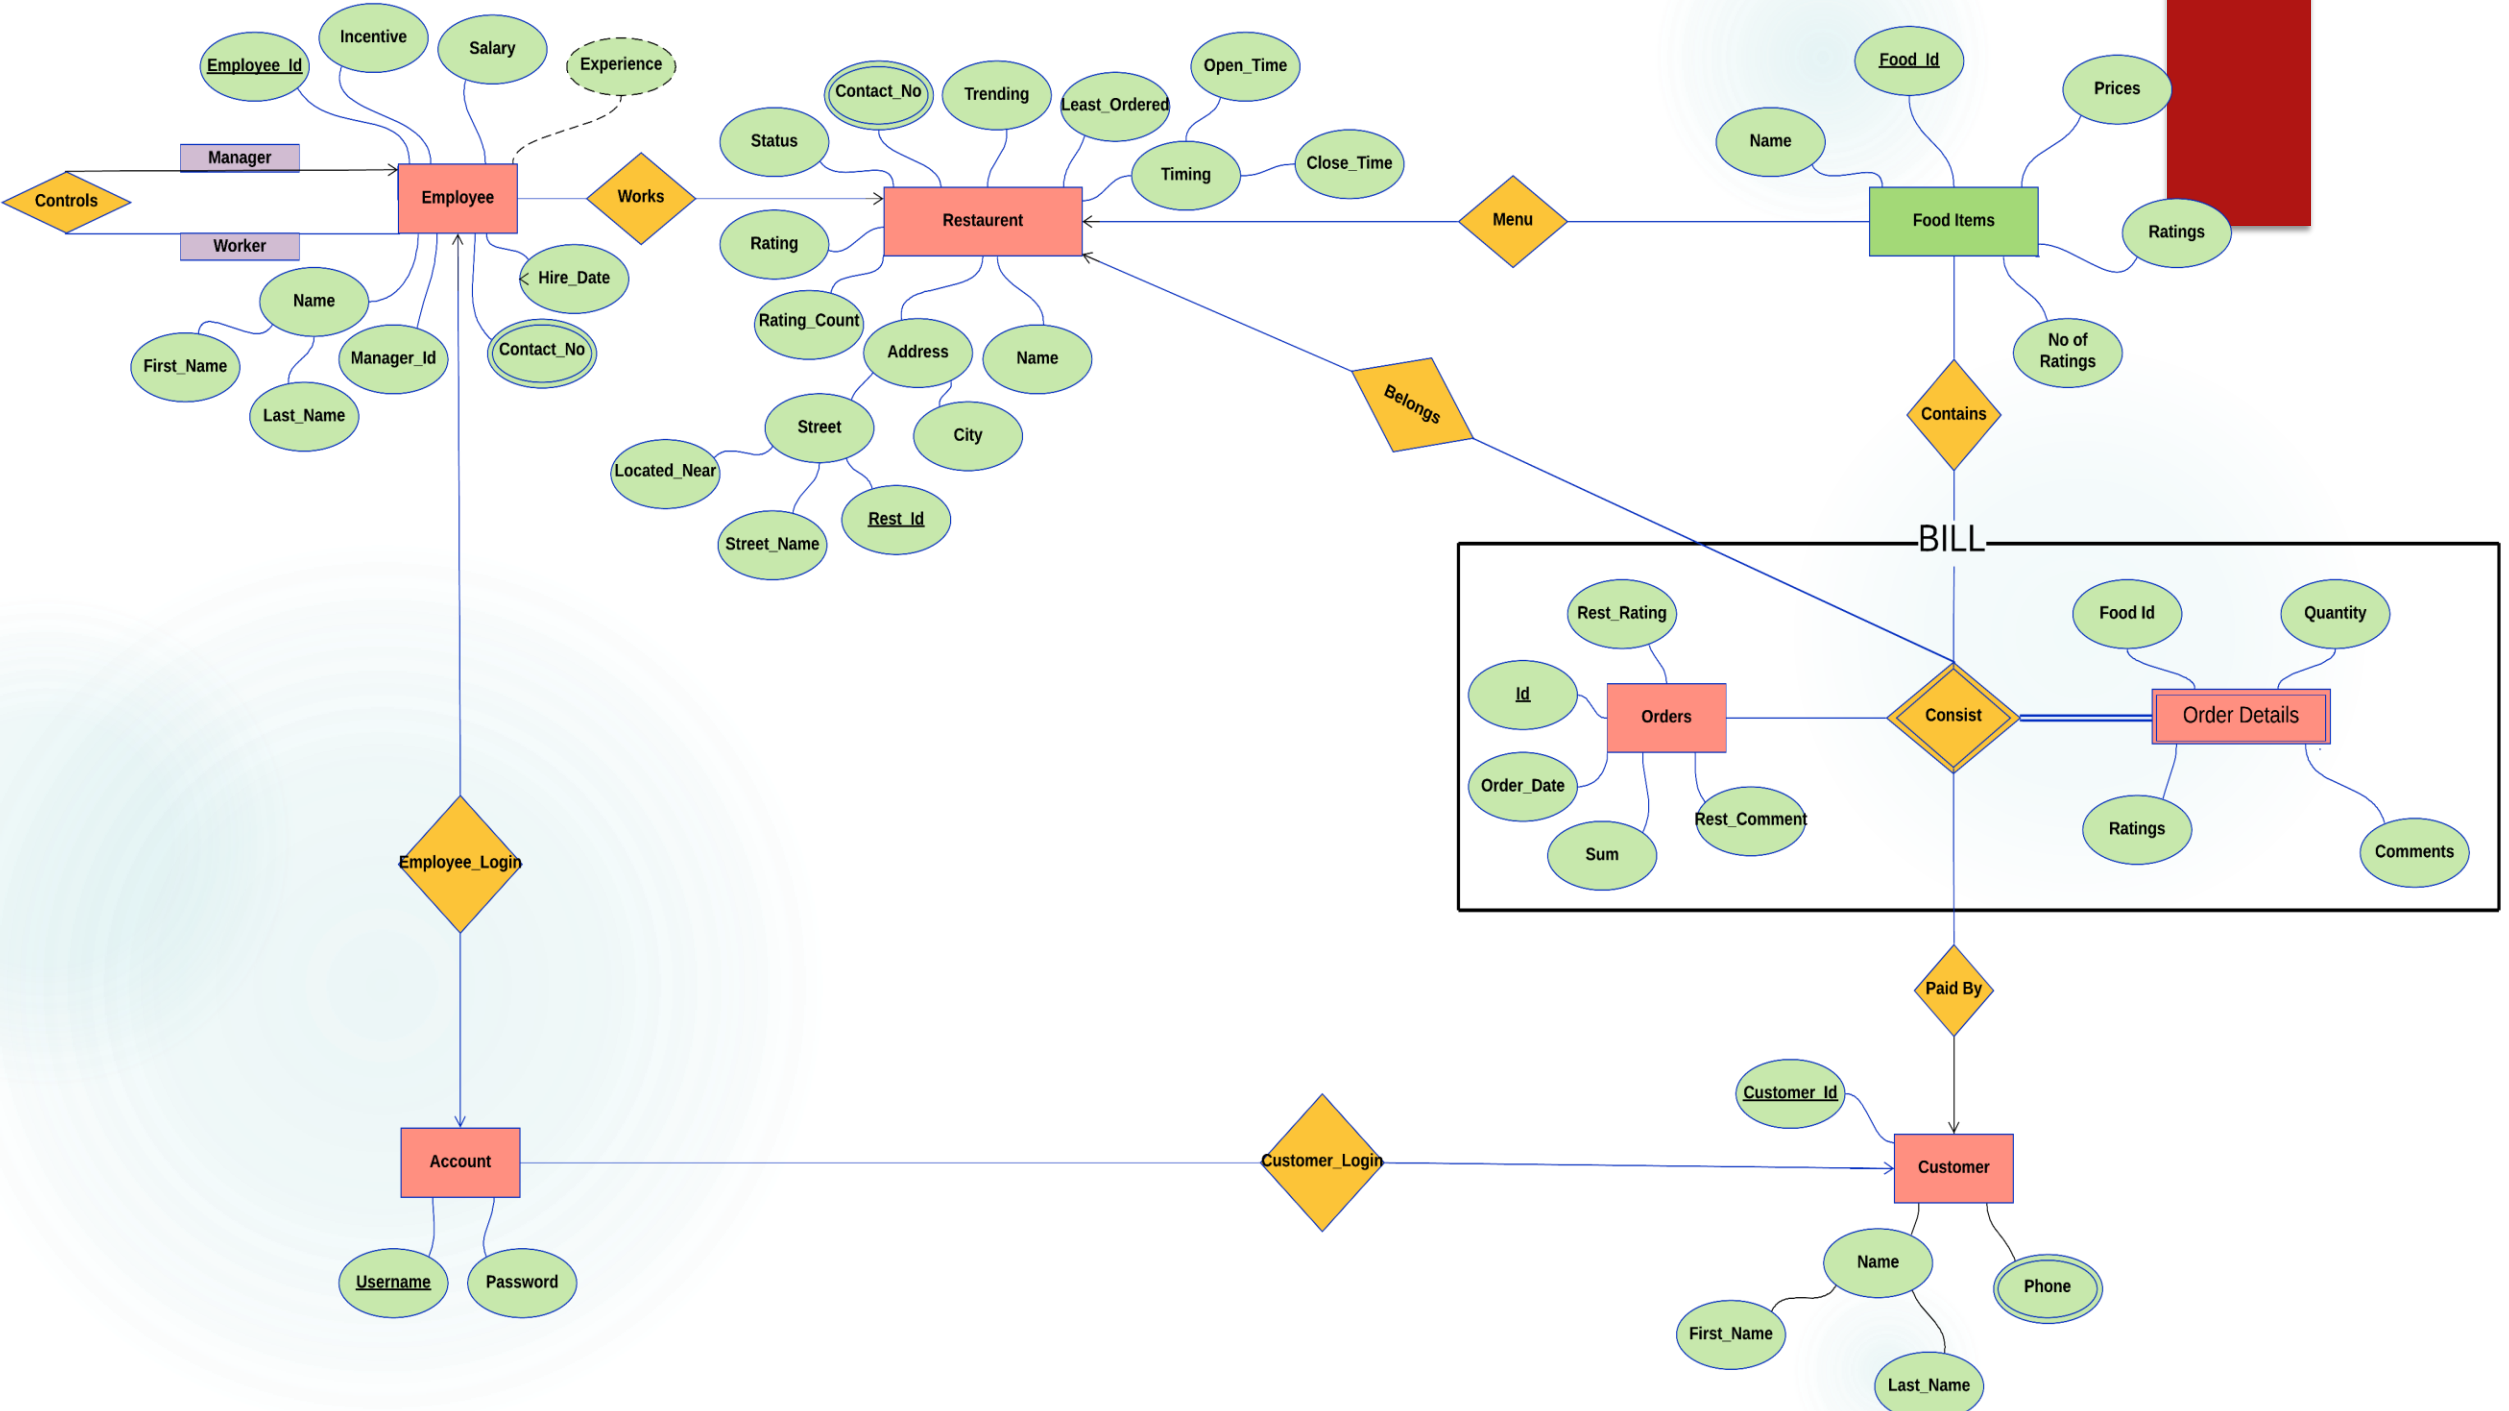 Incentive
Salary
Employee_Id
Experience
Manager
Controls
Employee
Works
Worker
Name
Hire_Date
First_Name
Manager_Id
Contact_No
Last_Name
Contact_No
Trending
Least_Ordered
Open_Time
Status
Timing
Close_Time
Restaurent
Rating
Rating_Count
Address
Name
Street
City
Located_Near
Street_Name
Rest_Id
Menu
Belongs
Food_Id
Prices
Name
Food Items
Ratings
No of
Ratings
Contains
BILL
Rest_Rating
Food Id
Quantity
Id
Orders
Consist
Order Details
Order_Date
Rest_Comment
Sum
Ratings
Comments
Employee_Login
Paid By
Account
Customer_Login
Customer_Id
Customer
Username
Password
Name
Phone
First_Name
Last_Name